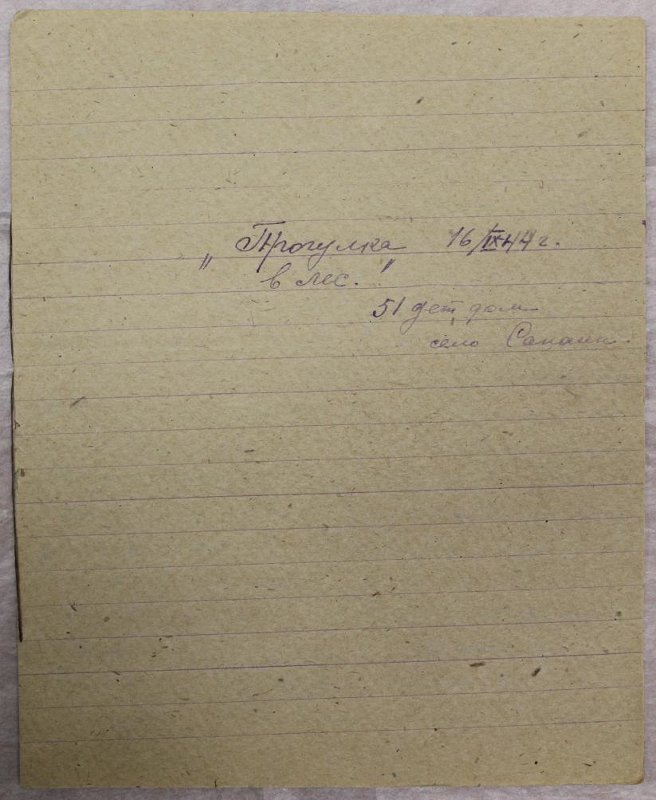 „Прогулка 16/IX 44 г.
в лес."
51 дет. дом
село